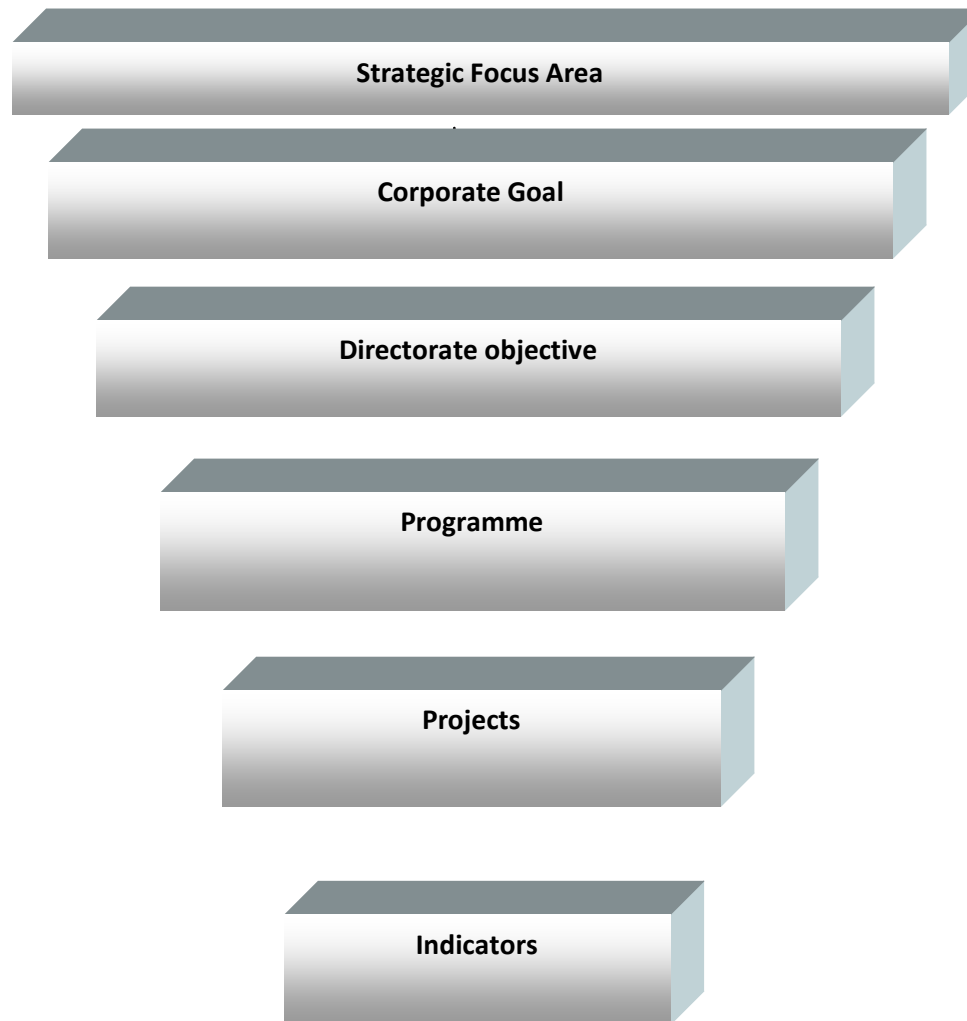 Strategic Focus Area
Corporate Goal
Directorate objective
Programme
Projects
Indicators